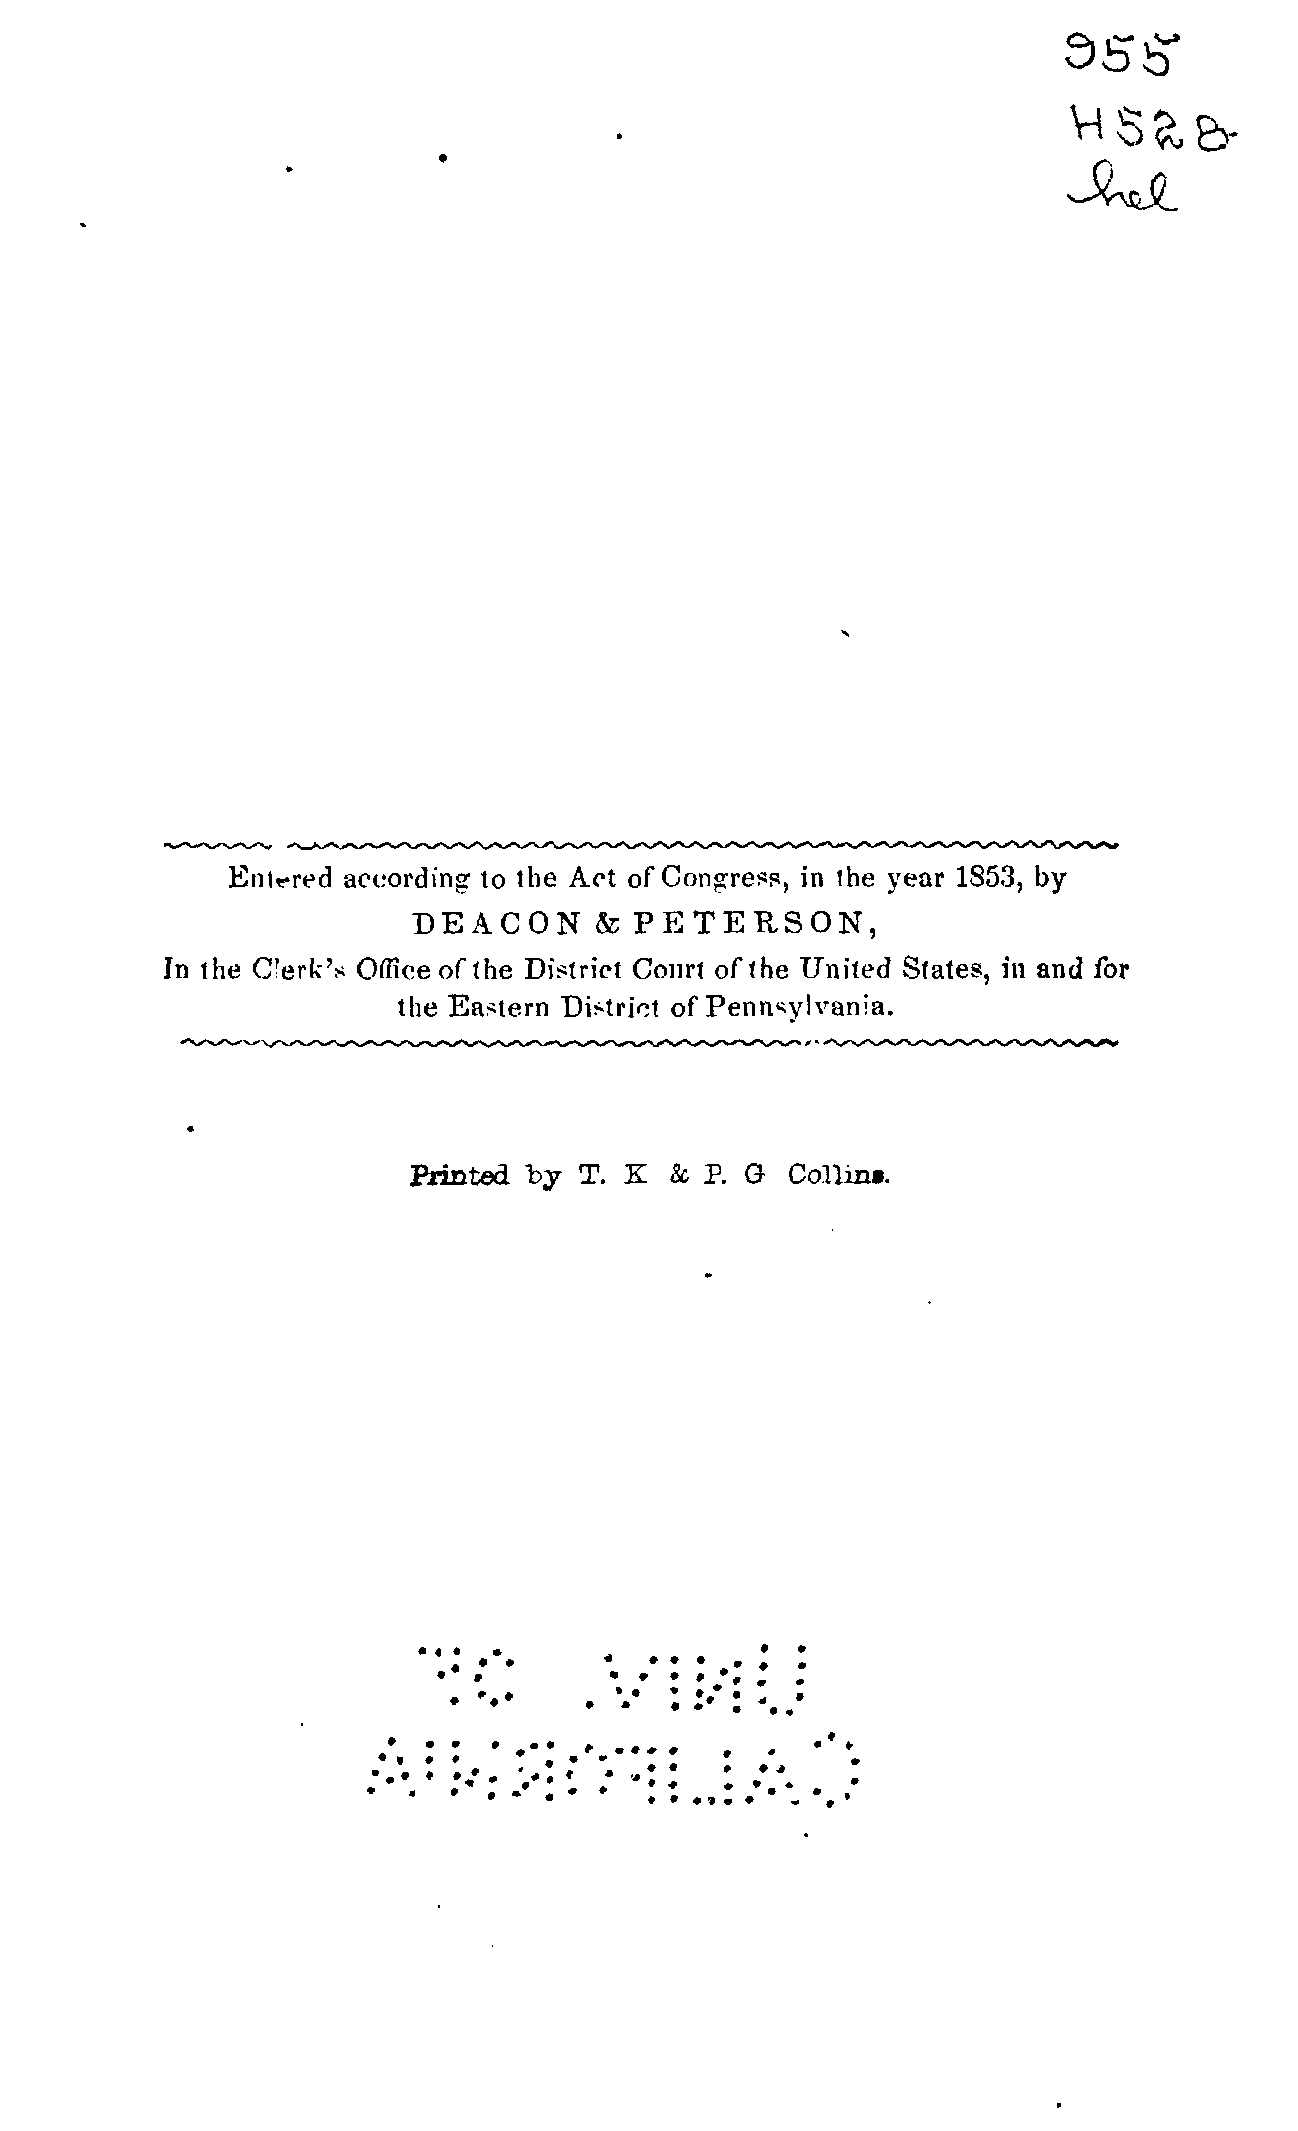 955
H528
hel
Entered according to the Act of Congress, in the year 1853, by
DEACON & PETERSON,
In the Clerk's Office of the District Court of the United States, in and for
the Eastern District of Pennsylvania.
Printed by T. K & P. G Collins.
UNIV. OF
CALIFORNIA